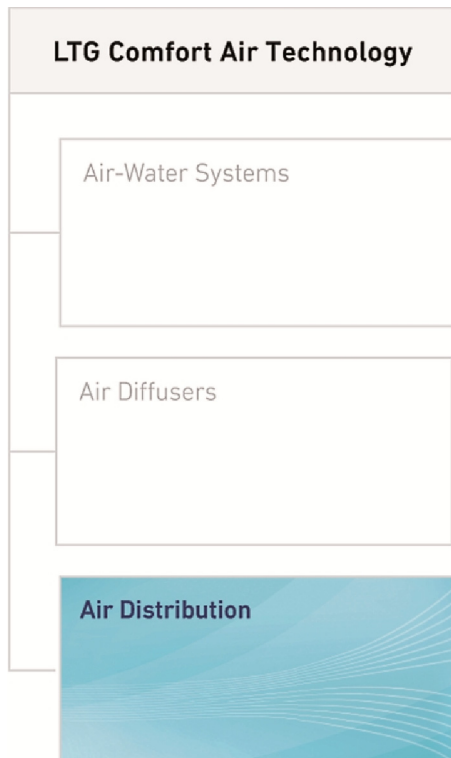 LTG Comfort Air Technology
Air-Water Systems
Air Diffusers
Air Distribution